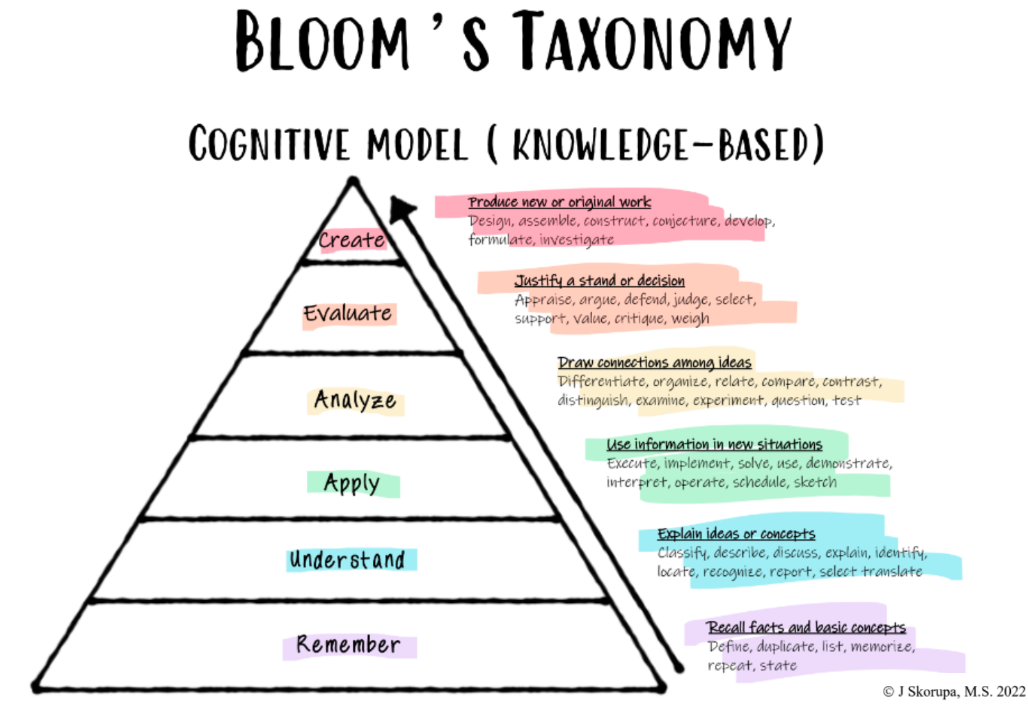 BLOOM'S TAXONOMY
COGNITIVE MODEL (KNOWLEDGE-BASED)
Create
Produce new or original work
Design, assemble, construct, conjecture, develop,
formulate, investigate
Evaluate
Justify a stand or decision
Appraise, argue, defend, judge, select,
support, value, critique, weigh
Analyze
Draw connections among ideas
Differentiate, organize, relate, compare, contrast,
distinguish, examine, experiment, question, test
Apply
Use information in new situations
Execute, implement, solve, use, demonstrate,
interpret, operate, schedule, sketch
Understand
Explain ideas or concepts
Classify, describe, discuss, explain, identify,
locate, recognize, report, select translate
Remember
Recall facts and basic concepts
Define, duplicate, list, memorize,
repeat, state
© J Skorupa, M.S. 2022